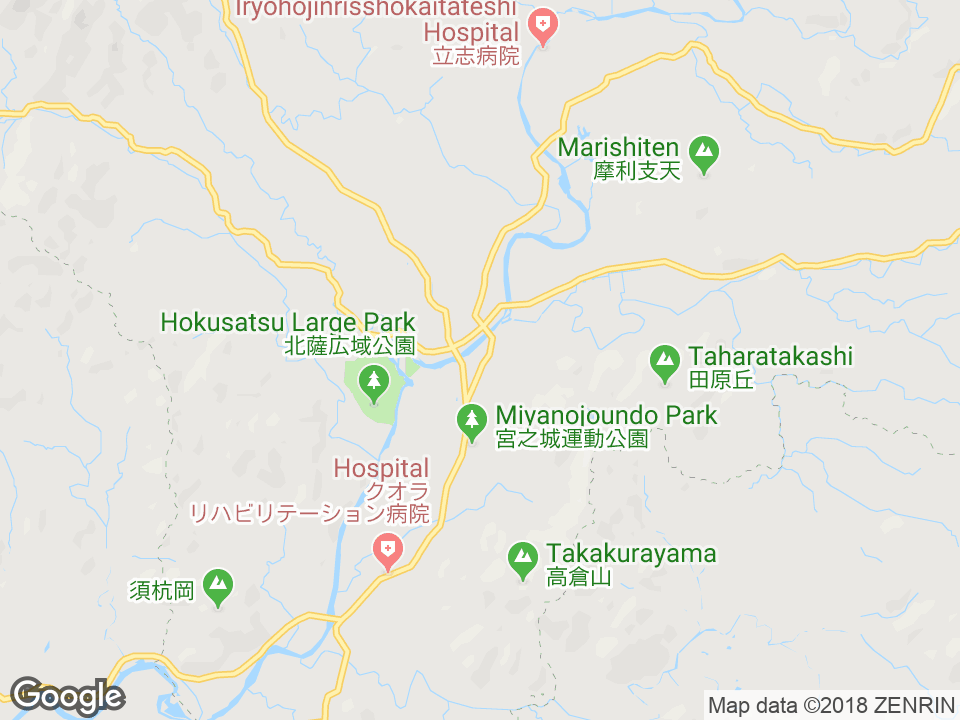 Iryohojinrisshokaitateshi
Hospital
立志病院
Marishiten
摩利支天
Hokusatsu Large Park
北薩広域公園
Taharatakashi
田原丘
Miyanojoundo Park
宮之城運動公園
Hospital
クオラ
リハビリテーション病院
Takakurayama
高倉山
須杭岡
Google
Map data ©2018 ZENRIN